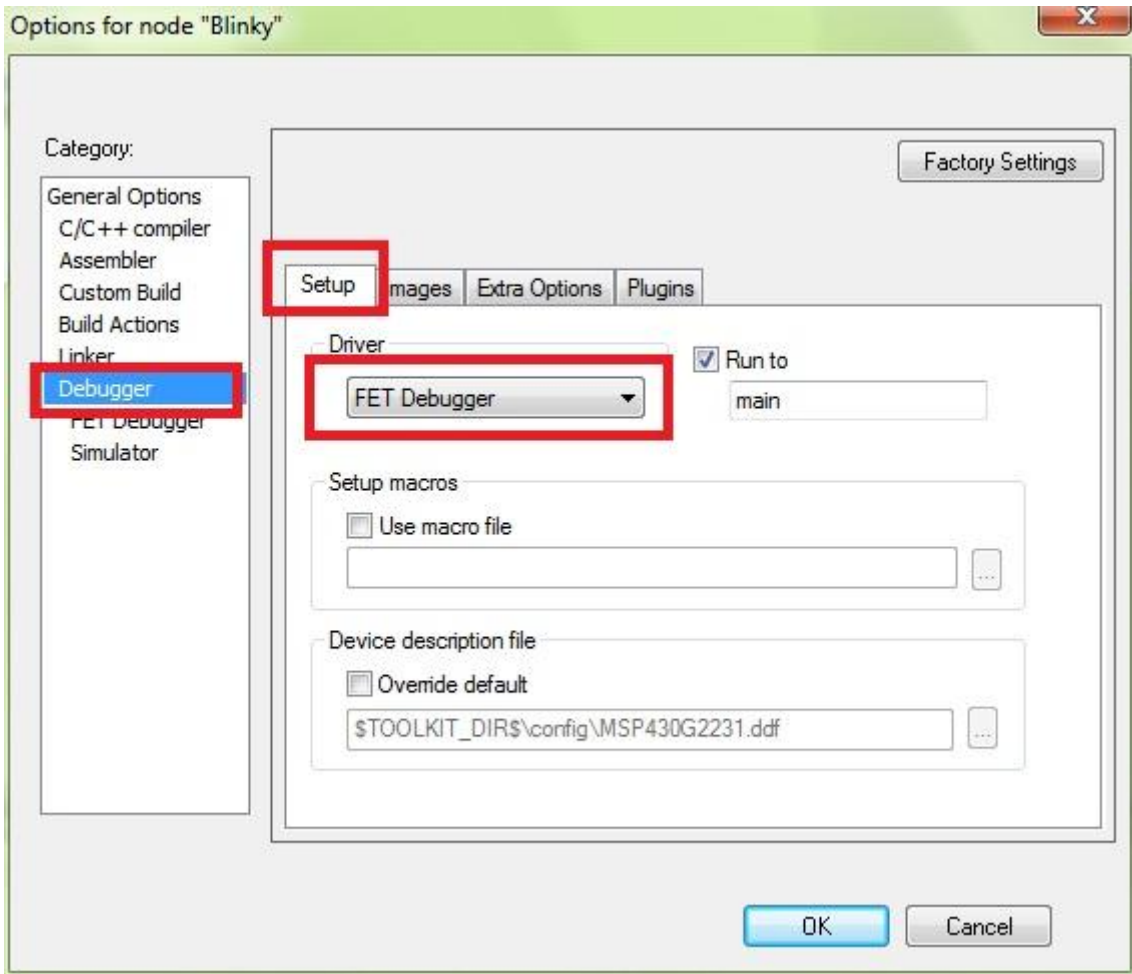 Options for node "Blinky"
X
Category:
Factory Settings
General Options
C/C++ compiler
Assembler
Custom Build
Build Actions
Linker
Debugger
FET Debugger
Simulator
Setup mages Extra Options Plugins
Driver
FET Debugger
Run to
main
Setup macros
Use macro file
...
Device description file
Override default
$TOOLKIT_DIR$\config\MSP430G2231.ddf
...
OK Cancel